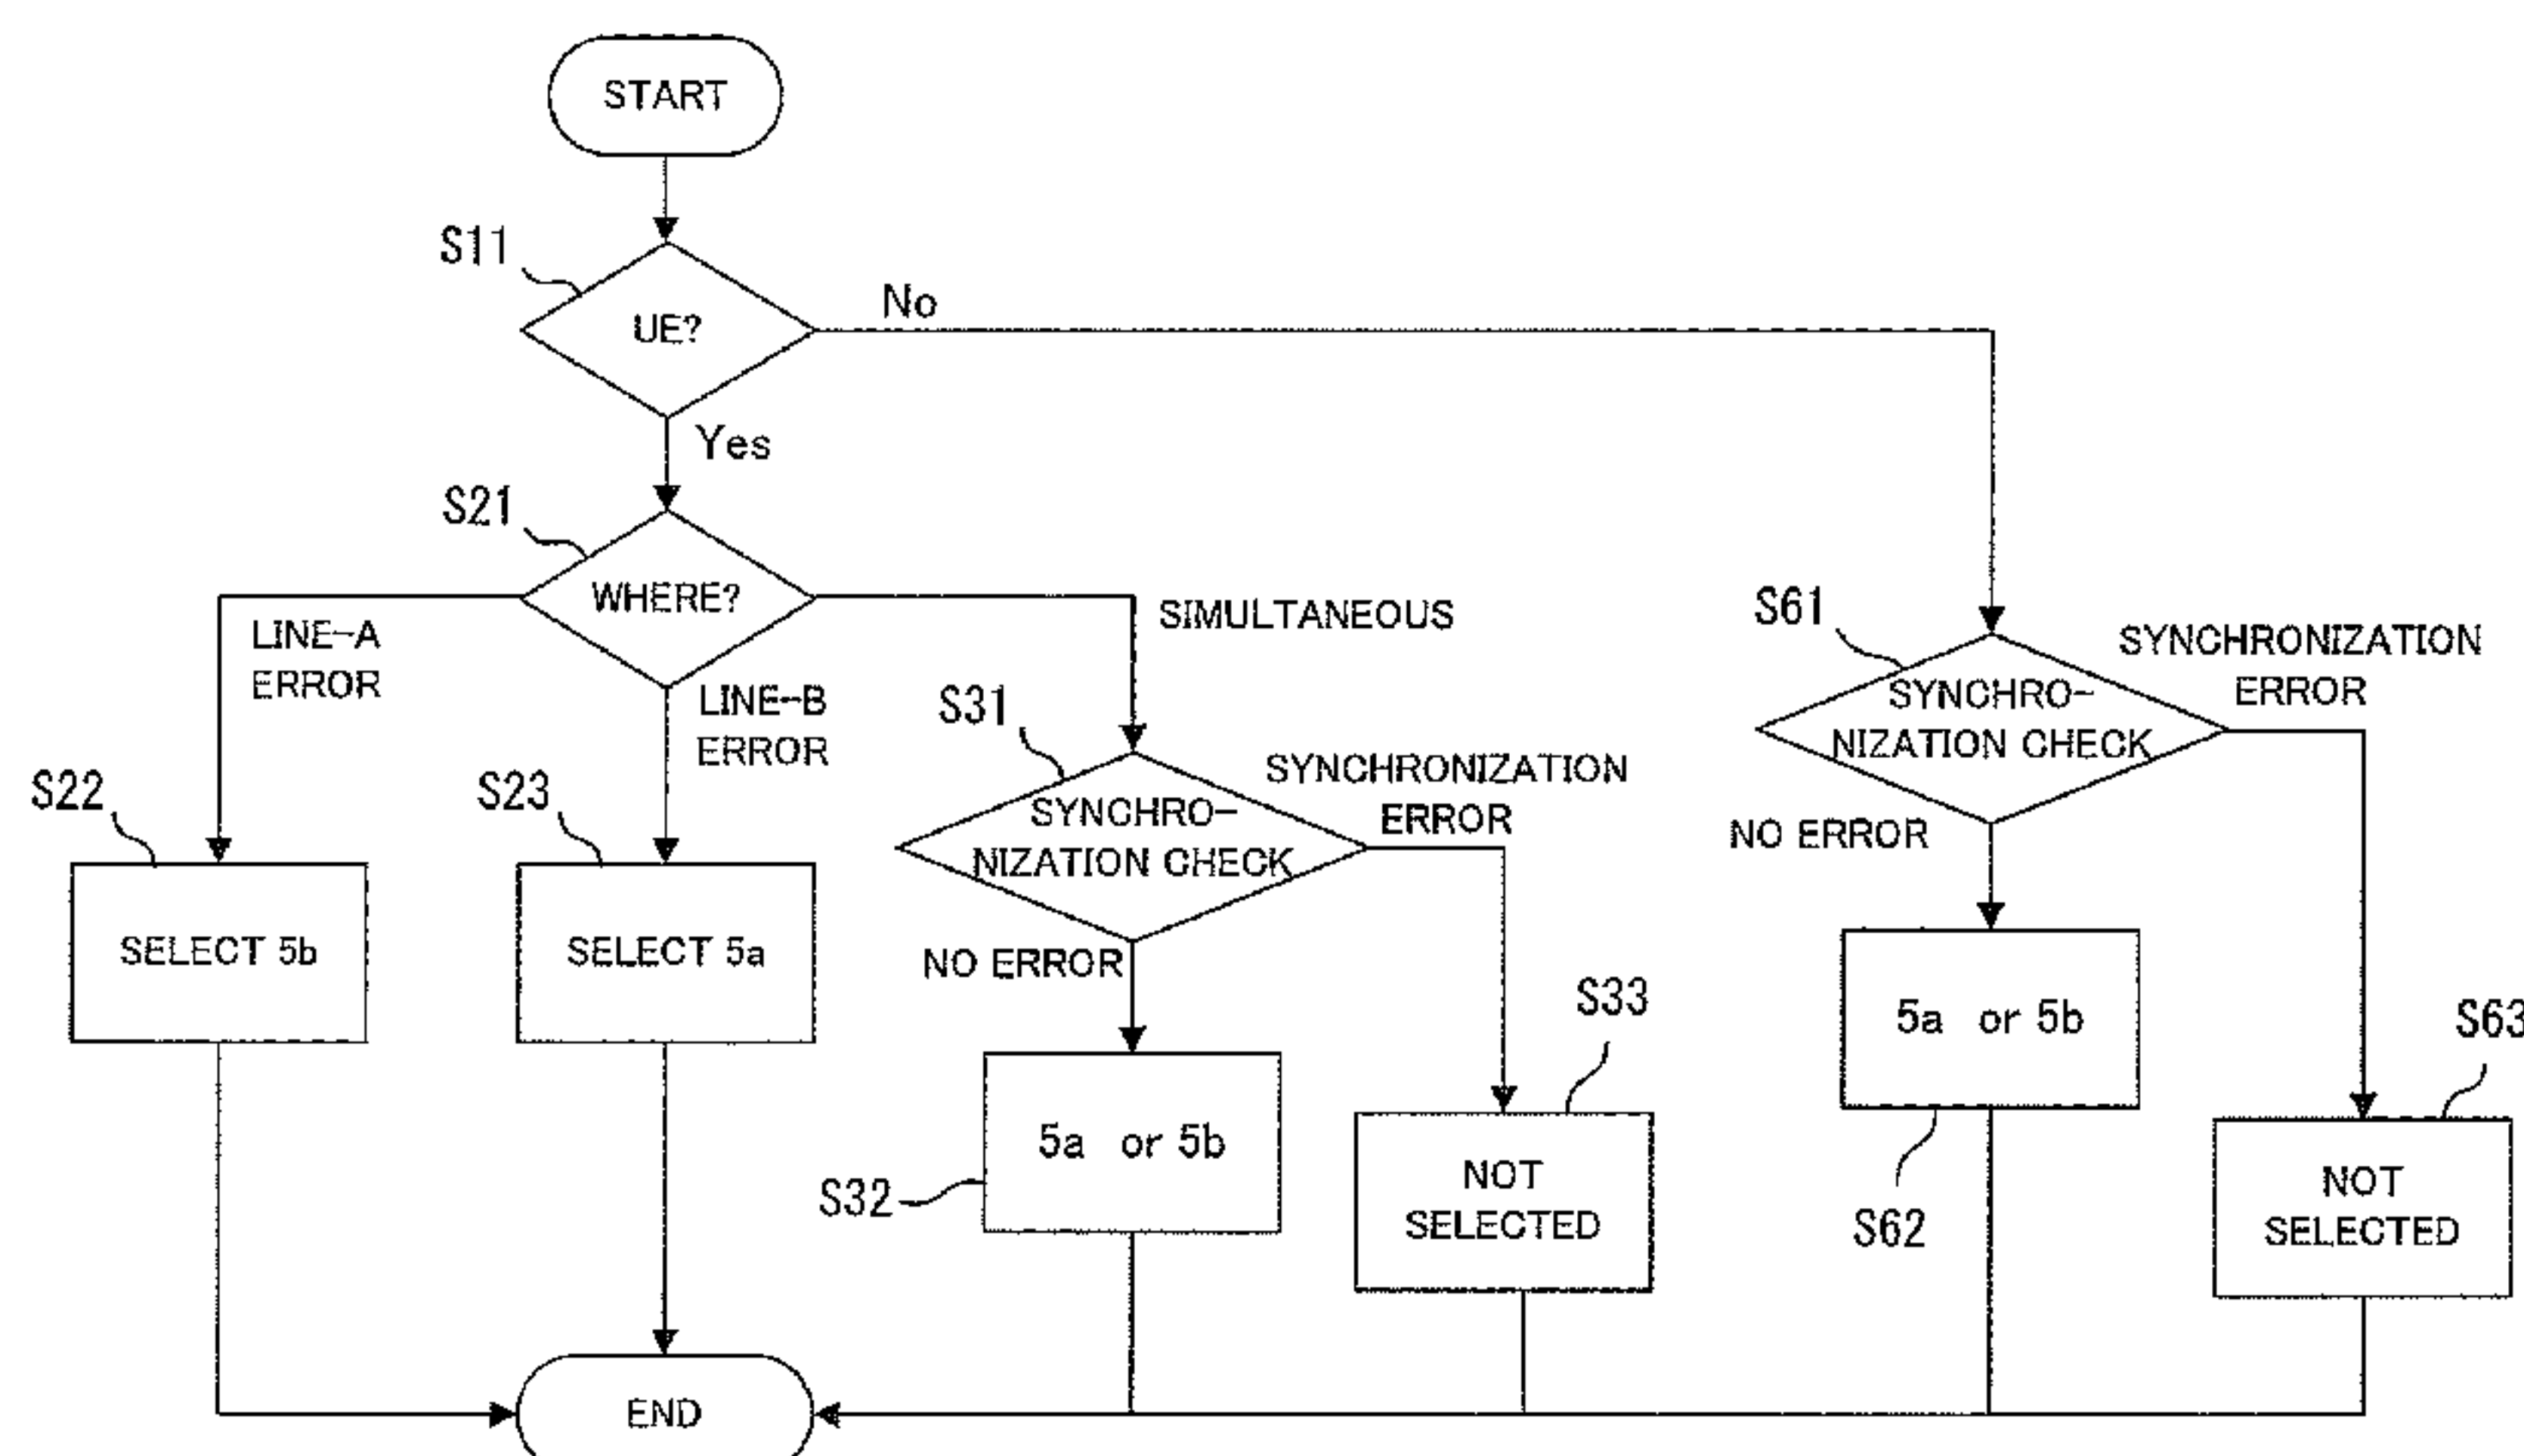 START
S11
UE?
No
Yes
S21
WHERE?
LINE-A
ERROR
LINE-B
ERROR
SIMULTANEOUS
S22
SELECT 5b
S23
SELECT 5a
S31
SYNCHRO-
NIZATION CHECK
SYNCHRONIZATION
ERROR
NO ERROR
5a or 5b
S32
S33
NOT
SELECTED
S61
SYNCHRO-
NIZATION CHECK
SYNCHRONIZATION
ERROR
NO ERROR
5a or 5b
S62
S63
NOT
SELECTED
END